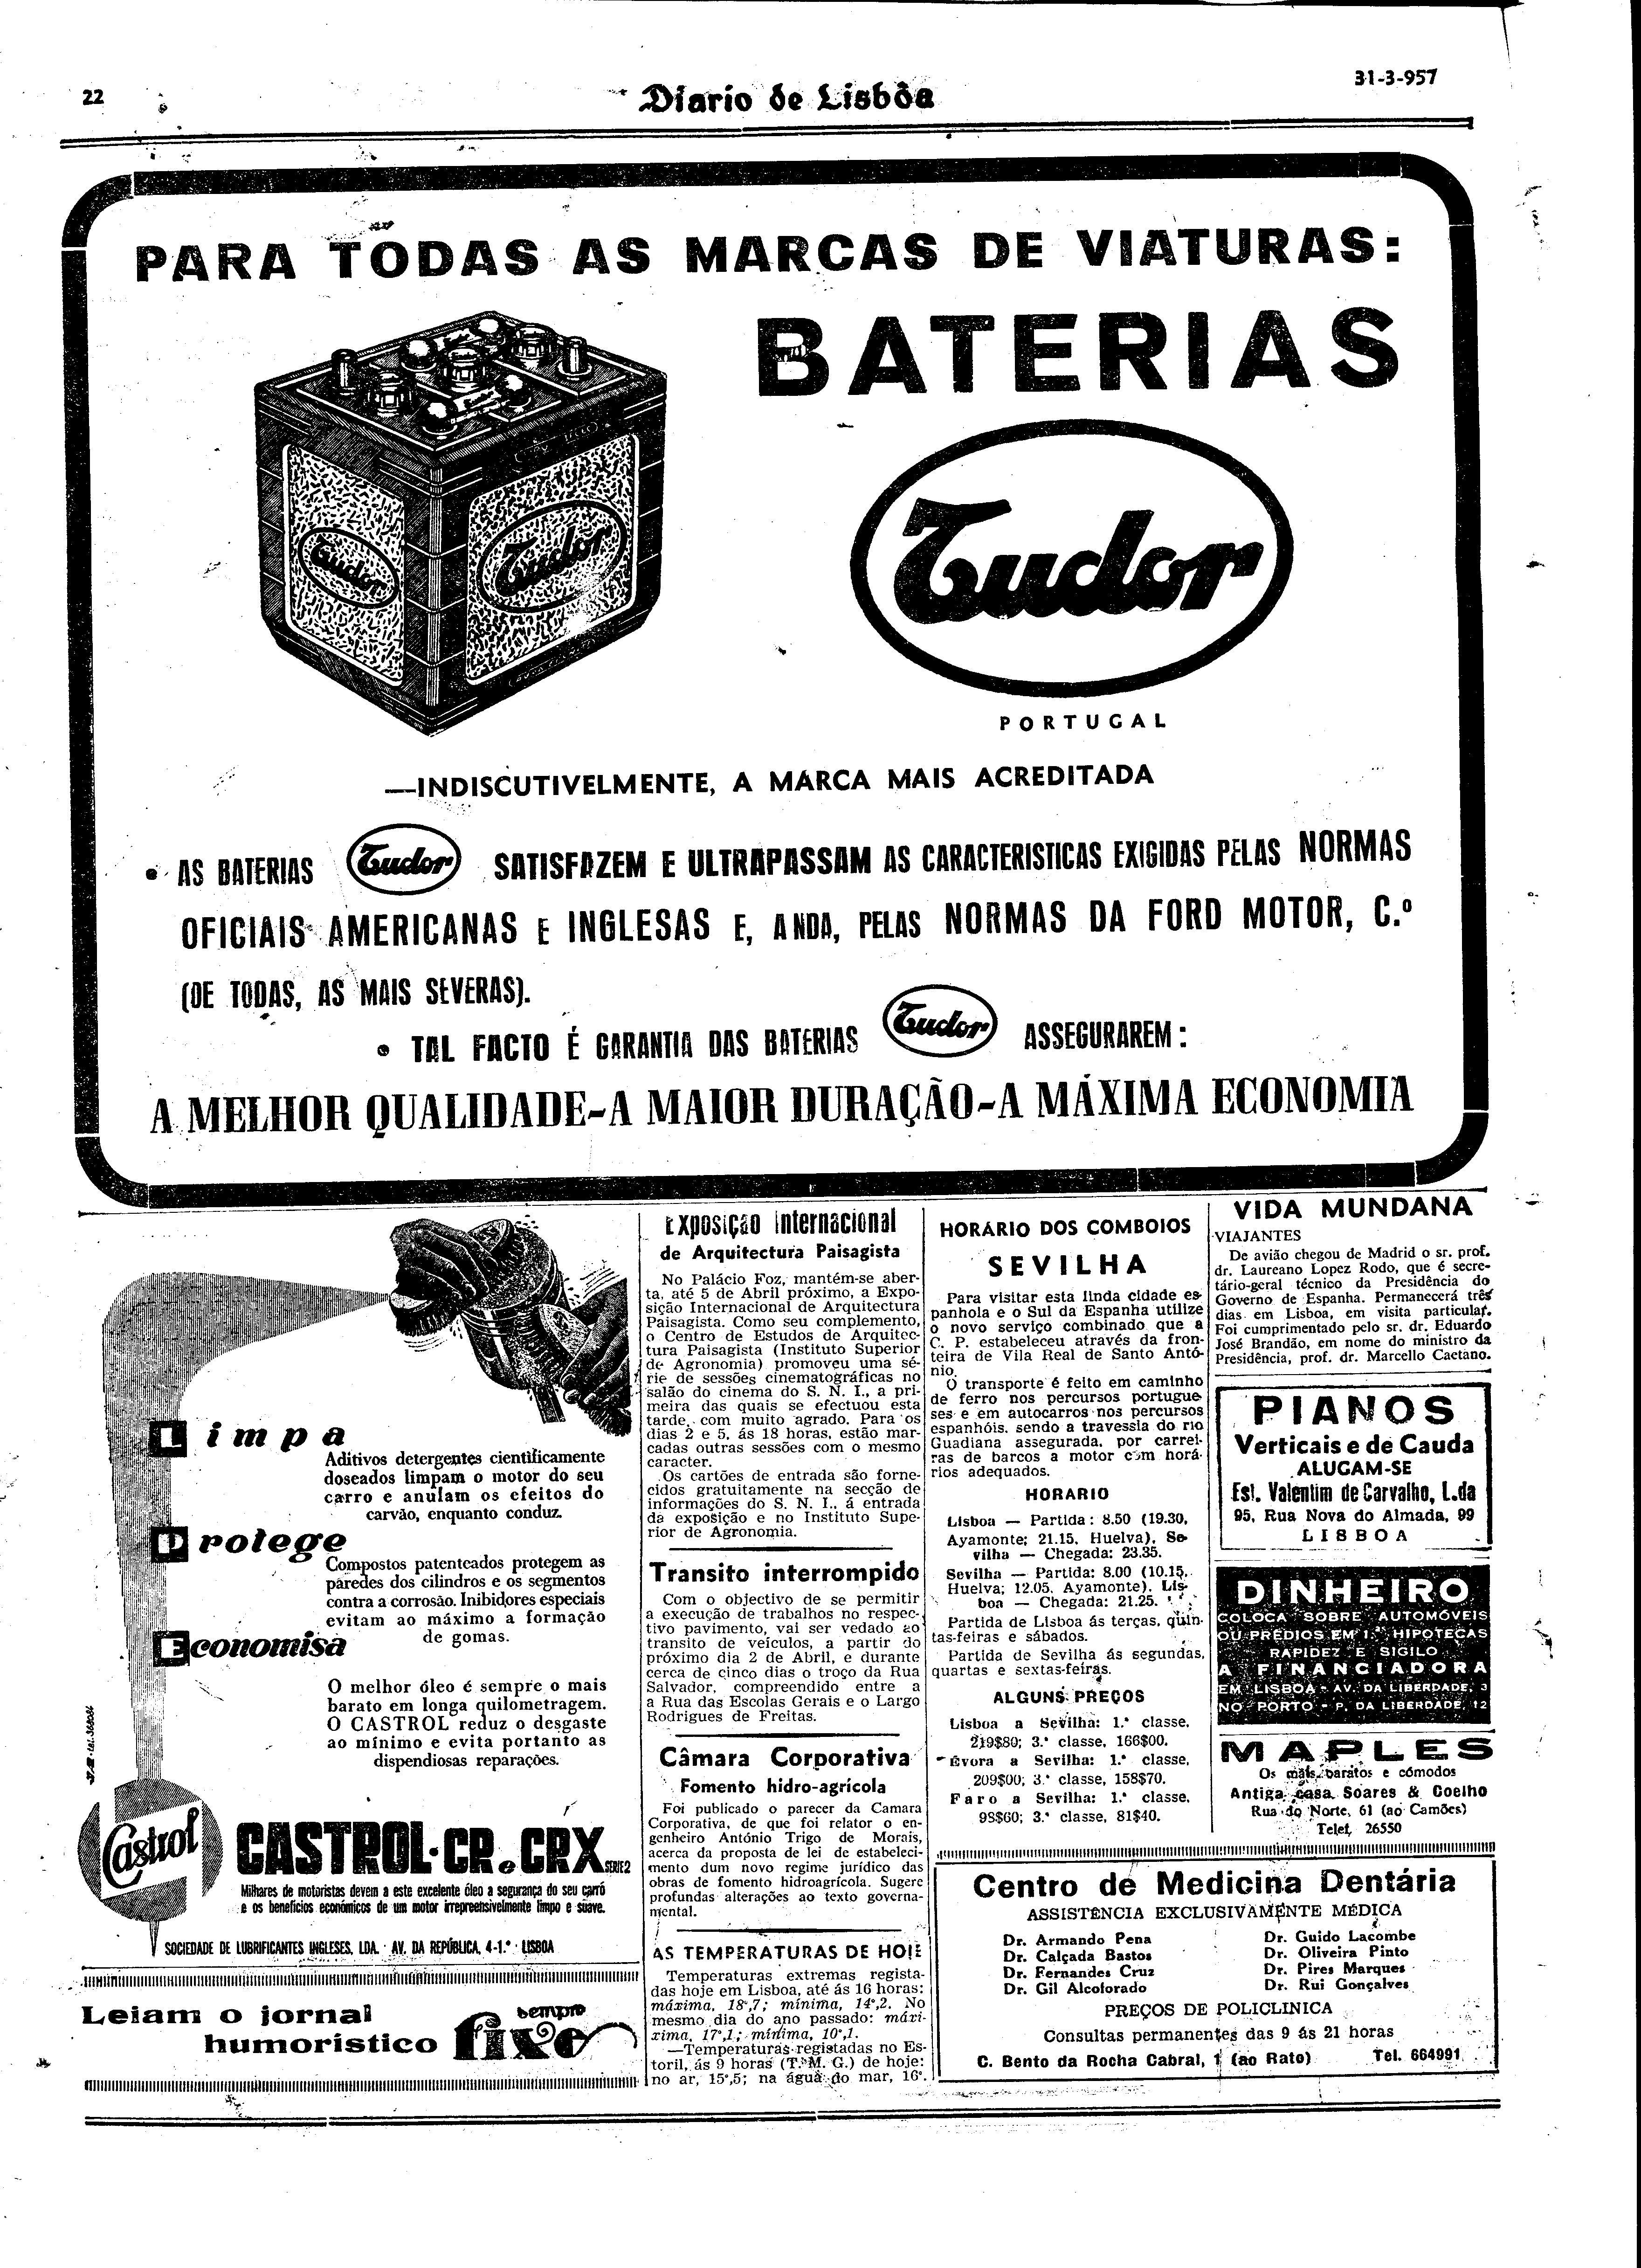 22
Diario de Lisbôa
31-3-957
PARA TODAS AS MARCAS DE VIATURAS:
BATERIAS
Tudor
Tudor
Tudor
PORTUGAL
—INDISCUTIVELMENTE, A MARCA MAIS ACREDITADA
• AS BATERIAS Tudor SATISFAZEM E ULTRAPASSAM AS CARACTERISTICAS EXIGIDAS PELAS NORMAS
OFICIAIS AMERICANAS E INGLESAS E, AINDA, PELAS NORMAS DA FORD MOTOR, C.º
(DE TODAS, AS MAIS SEVERAS).
• TAL FACTO É GARANTIA DAS BATERIAS Tudor ASSEGURAREM:
A MELHOR QUALIDADE-A MAIOR DURAÇÃO-A MÁXIMA ECONOMIA
Limpa
Aditivos detergentes cientificamente
doseados limpam o motor do seu
carro e anulam os efeitos do
carvão, enquanto conduz.
Protege
Compostos patenteados protegem as
paredes dos cilindros e os segmentos
contra a corrosão. Inibidores especiais
evitam ao máximo a formação
de gomas.
Economisa
O melhor óleo é sempre o mais
barato em longa quilometragem.
O CASTROL reduz o desgaste
ao mínimo e evita portanto as
dispendiosas reparações.
Castrol
CASTROL-CR e CRX SERIE 2
Milhares de motoristas devem a este excelente óleo a segurança do seu carro
e os benefícios económicos de um motor irrepreensivelmente limpo e suave.
SOCIEDADE DE LUBRIFICANTES INGLESES, LDA. · AV. DA REPÚBLICA, 4-1.º · LISBOA
Leiam o jornal
humoristico sempre fixe
Exposição internacional
de Arquitectura Paisagista
No Palácio Foz, mantém-se aber-
ta, até 5 de Abril próximo, a Expo-
sição Internacional de Arquitectura
Paisagista. Como seu complemento,
o Centro de Estudos de Arquitec-
tura Paisagista (Instituto Superior
de Agronomia) promoveu uma sé-
rie de sessões cinematográficas no
salão do cinema do S. N. I., a pri-
meira das quais se efectuou esta
tarde, com muito agrado. Para os
dias 2 e 5, ás 18 horas, estão mar-
cadas outras sessões com o mesmo
caracter.
Os cartões de entrada são forne-
cidos gratuitamente na secção de
informações do S. N. I., á entrada
da exposição e no Instituto Supe-
rior de Agronomia.
Transito interrompido
Com o objectivo de se permitir
a execução de trabalhos no respec-
tivo pavimento, vai ser vedado ao
transito de veículos, a partir do
próximo dia 2 de Abril, e durante
cerca de cinco dias o troço da Rua
Salvador, compreendido entre a
a Rua das Escolas Gerais e o Largo
Rodrigues de Freitas.
Câmara Corporativa
Fomento hidro-agrícola
Foi publicado o parecer da Camara
Corporativa, de que foi relator o en-
genheiro António Trigo de Morais,
acerca da proposta de lei de estabeleci-
mento dum novo regime jurídico das
obras de fomento hidroagrícola. Sugere
profundas alterações ao texto governa-
mental.
AS TEMPERATURAS DE HOJE
Temperaturas extremas regista-
das hoje em Lisboa, até ás 16 horas:
máxima, 18º,7; mínima, 14º,2. No
mesmo dia do ano passado: máxi-
xima, 17º,1; mínima, 10º,1.
—Temperaturas registadas no Es-
toril, ás 9 horas (T. M. G.) de hoje:
no ar, 15º,5; na água do mar, 16º.
HORARIO DOS COMBOIOS
SEVILHA
Para visitar esta linda cidade es-
panhola e o Sul da Espanha utilize
o novo serviço combinado que a
C. P. estabeleceu através da fron-
teira de Vila Real de Santo Antó-
nio.
O transporte é feito em caminho
de ferro nos percursos portugue-
ses e em autocarros nos percursos
espanhóis, sendo a travessia do rio
Guadiana assegurada, por carrei-
ras de barcos a motor com horá-
rios adequados.
HORARIO
Lisboa — Partida: 8.50 (19.30,
Ayamonte; 21.15, Huelva), Se-
vilha — Chegada: 23.35.
Sevilha — Partida: 8.00 (10.15,
Huelva; 12.05, Ayamonte). Lis-
boa — Chegada: 21.25.
Partida de Lisboa ás terças, quin-
tas-feiras e sábados.
Partida de Sevilha ás segundas,
quartas e sextas-feiras.
ALGUNS PREÇOS
Lisboa a Sevilha: 1.ª classe,
219$80; 3.ª classe, 166$00.
Évora a Sevilha: 1.ª classe,
209$00; 3.ª classe, 158$70.
Faro a Sevilha: 1.ª classe,
98$60; 3.ª classe, 81$40.
VIDA MUNDANA
VIAJANTES
De avião chegou de Madrid o sr. prof.
dr. Laureano Lopez Rodo, que é secre-
tário-geral técnico da Presidência do
Governo de Espanha. Permanecerá três
dias em Lisboa, em visita particular.
Foi cumprimentado pelo sr. dr. Eduardo
José Brandão, em nome do ministro da
Presidência, prof. dr. Marcello Caetano.
PIANOS
Verticais e de Cauda
ALUGAM-SE
Est. Valentim de Carvalho, L.da
95, Rua Nova do Almada, 99
LISBOA
DINHEIRO
COLOCA SOBRE AUTOMÓVEIS
OU PRÉDIOS EM 1.ªs HIPOTECAS
RAPIDEZ E SIGILO
A FINANCIADORA
EM LISBOA - AV. DA LIBERDADE, 3
NO PORTO - P. DA LIBERDADE, 12
MAPLES
Os mais baratos e cómodos
Antiga casa Soares & Coelho
Rua do Norte, 61 (ao Camões)
Telef. 26550
Centro de Medicina Dentária
ASSISTÊNCIA EXCLUSIVAMENTE MÉDICA
Dr. Armando Pena
Dr. Calçada Bastos
Dr. Fernandes Cruz
Dr. Gil Alcoforado
Dr. Guido Lacombe
Dr. Oliveira Pinto
Dr. Pires Marques
Dr. Rui Gonçalves
PREÇOS DE POLICLINICA
Consultas permanentes das 9 ás 21 horas
C. Bento da Rocha Cabral, 1 (ao Rato) Tel. 664991